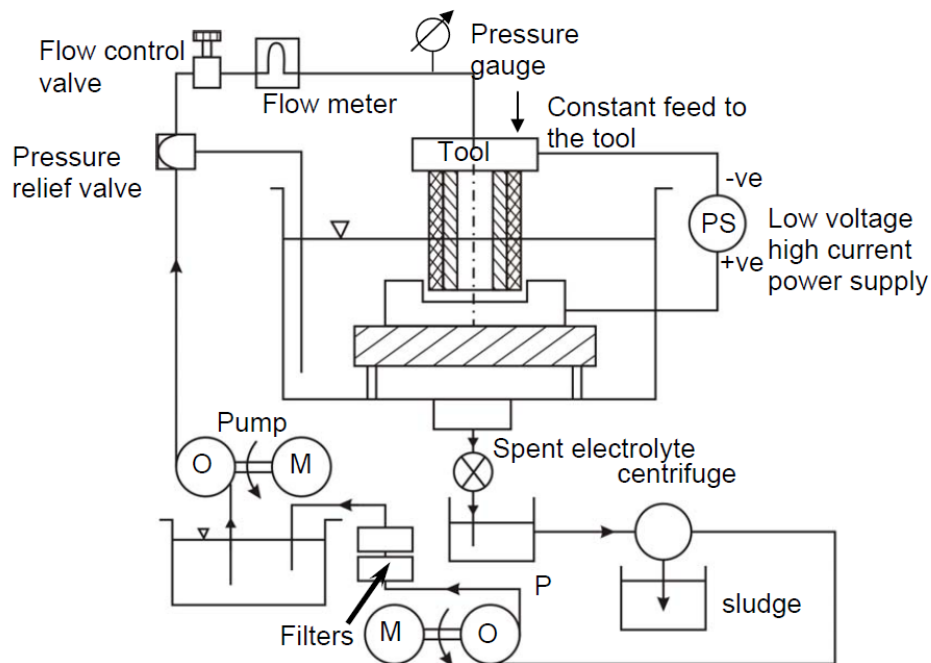 Flow control
valve
Flow meter
Pressure
gauge
Constant feed to
the tool
Pressure
relief valve
Tool
-ve
PS
+ve
Low voltage
high current
power supply
Pump
O
M
Spent electrolyte
centrifuge
P
Filters
M
O
sludge